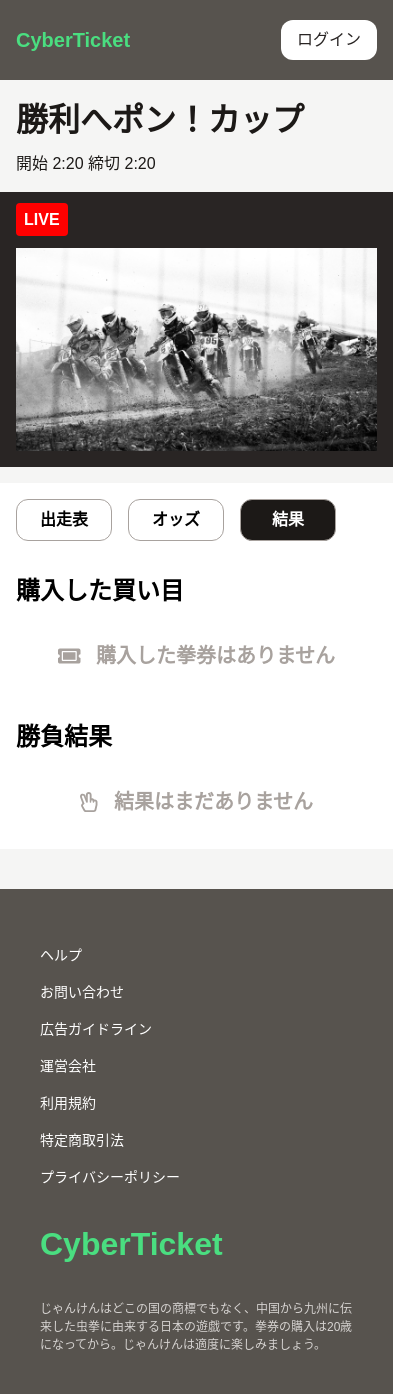 CyberTicket
ログイン
勝利へポン！カップ
開始 2:20 締切 2:20
LIVE
95
出走表
オッズ
結果
購入した買い目
購入した拳券はありません
勝負結果
結果はまだありません
ヘルプ
お問い合わせ
広告ガイドライン
運営会社
利用規約
特定商取引法
プライバシーポリシー
CyberTicket
じゃんけんはどこの国の商標でもなく、中国から九州に伝
来した虫拳に由来する日本の遊戯です。拳券の購入は20歳
になってから。じゃんけんは適度に楽しみましょう。